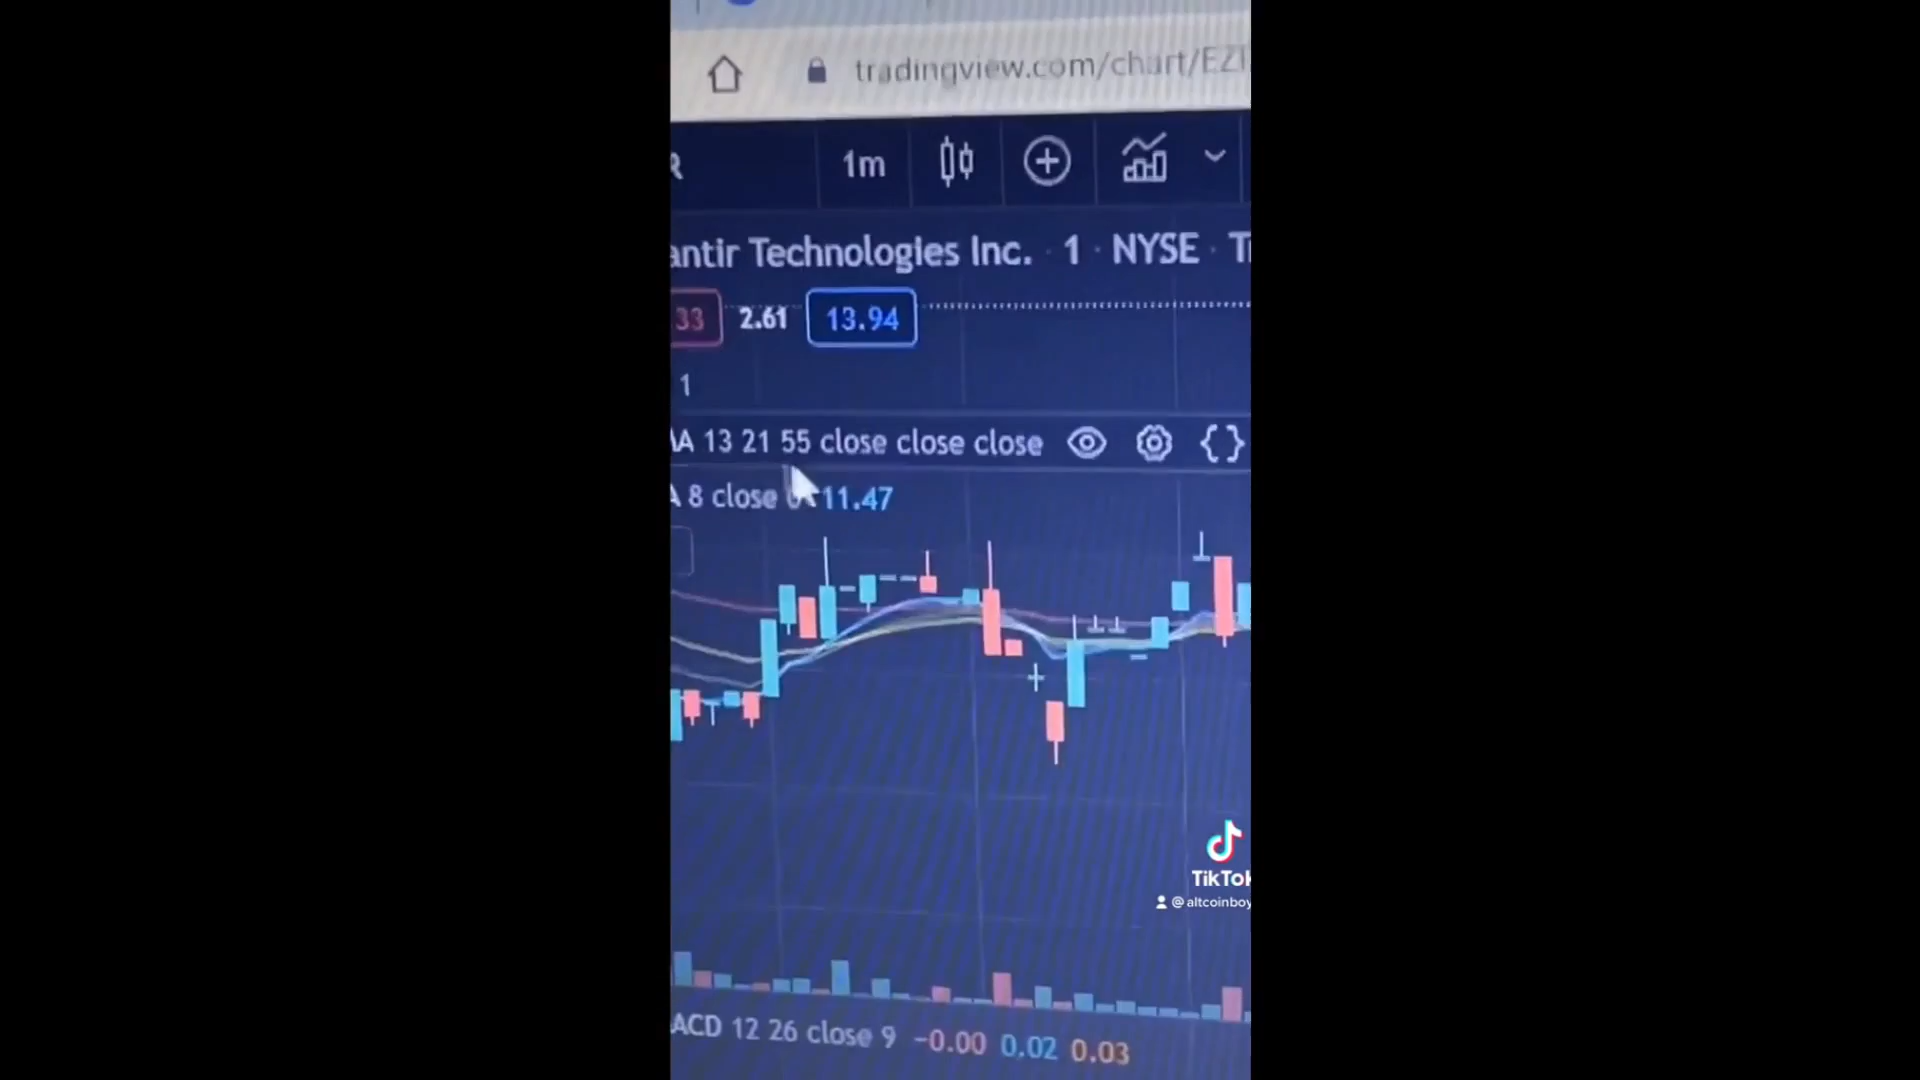 tradingview.com/chart/EZI
R
1m
antir Technologies Inc. · 1 · NYSE · T
33 2.61 13.94
1
A 13 21 55 close close close
A 8 close 11.47
TikTok
@altcoinboy
ACD 12 26 close 9 -0.00 0.02 0.03